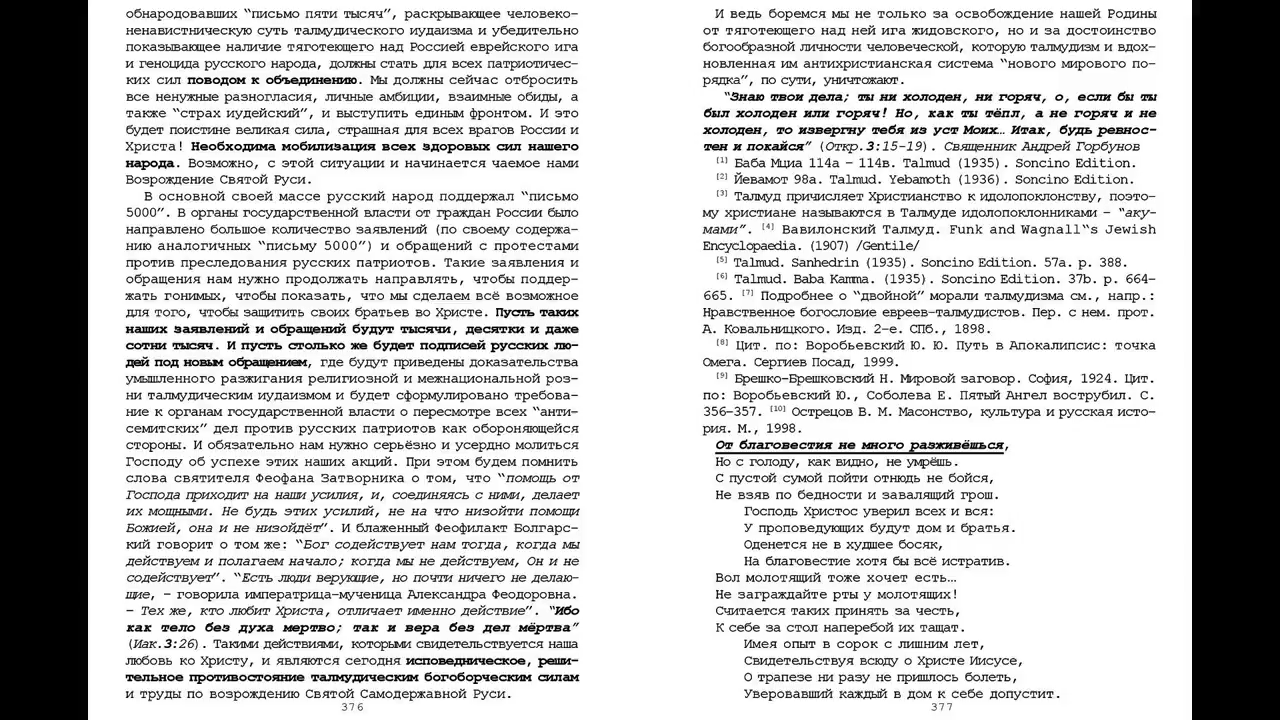 обнародовавших “письмо пяти тысяч”, раскрывающее человеко-
ненавистническую суть талмудического иудаизма и убедительно
показывающее наличие тяготеющего над Россией еврейского ига
и геноцида русского народа, должны стать для всех патриотичес-
ких сил поводом к объединению. Мы должны сейчас отбросить
все ненужные разногласия, личные амбиции, взаимные обиды, а
также “страх иудейский”, и выступить единым фронтом. И это
будет поистине великая сила, страшная для всех врагов России и
Христа! Необходима мобилизация всех здоровых сил нашего
народа. Возможно, с этой ситуации и начинается чаемое нами
Возрождение Святой Руси.
В основной своей массе русский народ поддержал “письмо
5000”. В органы государственной власти от граждан России было
направлено большое количество заявлений (по своему содержа-
нию аналогичных “письму 5000”) и обращений с протестами
против преследования русских патриотов. Такие заявления и
обращения нам нужно продолжать направлять, чтобы поддер-
жать гонимых, чтобы показать, что мы сделаем всё возможное
для того, чтобы защитить своих братьев во Христе. Пусть таких
наших заявлений и обращений будут тысячи, десятки и даже
сотни тысяч. И пусть столько же будет подписей русских лю-
дей под новым обращением, где будут приведены доказательства
умышленного разжигания религиозной и межнациональной роз-
ни талмудическим иудаизмом и будет сформулировано требова-
ние к органам государственной власти о пересмотре всех “анти-
семитских” дел против русских патриотов как обороняющейся
стороны. И обязательно нам нужно серьёзно и усердно молиться
Господу об успехе этих наших акций. При этом будем помнить
слова святителя Феофана Затворника о том, что “помощь от
Господа приходит на наши усилия, и, соединяясь с ними, делает
их мощными. Не будь этих усилий, не на что низойти помощи
Божией, она и не низойдёт”. И блаженный Феофилакт Болгарс-
кий говорит о том же: “Бог содействует нам тогда, когда мы
действуем и полагаем начало; когда мы не действуем, Он и не
содействует”. “Есть люди верующие, но почти ничего не делаю-
щие, – говорила императрица-мученица Александра Феодоровна.
– Тех же, кто любит Христа, отличает именно действие”. “Ибо
как тело без духа мертво; так и вера без дел мёртва”
(Иак.3:26). Такими действиями, которыми свидетельствуется наша
любовь ко Христу, и являются сегодня исповедническое, реши-
тельное противостояние талмудическим богоборческим силам
и труды по возрождению Святой Самодержавной Руси.
376
И ведь боремся мы не только за освобождение нашей Родины
от тяготеющего над ней ига жидовского, но и за достоинство
богообразной личности человеческой, которую талмудизм и вдох-
новленная им антихристианская система “нового мирового по-
рядка”, по сути, уничтожают.
“Знаю твои дела; ты ни холоден, ни горяч, о, если бы ты
был холоден или горяч! Но, как ты тёпл, а не горяч и не
холоден, то извергну тебя из уст Моих… Итак, будь ревнос-
тен и покайся” (Откр.3:15-19). Священник Андрей Горбунов
[1] Баба Мциа 114а – 114в. Talmud (1935). Soncino Edition.
[2] Йевамот 98а. Talmud. Yebamoth (1936). Soncino Edition.
[3] Талмуд причисляет Христианство к идолопоклонству, поэто-
му христиане называются в Талмуде идолопоклонниками – “аку-
мами”. [4] Вавилонский Талмуд. Funk and Wagnall“s Jewish
Encyclopaedia. (1907) /Gentile/
[5] Talmud. Sanhedrin (1935). Soncino Edition. 57a. p. 388.
[6] Talmud. Baba Kamma. (1935). Soncino Edition. 37b. p. 664–
665. [7] Подробнее о “двойной” морали талмудизма см., напр.:
Нравственное богословие евреев-талмудистов. Пер. с нем. прот.
А. Ковальницкого. Изд. 2-е. СПб., 1898.
[8] Цит. по: Воробьевский Ю. Ю. Путь в Апокалипсис: точка
Омега. Сергиев Посад, 1999.
[9] Брешко-Брешковский Н. Мировой заговор. София, 1924. Цит.
по: Воробьевский Ю., Соболева Е. Пятый Ангел вострубил. С.
356–357. [10] Острецов В. М. Масонство, культура и русская исто-
рия. М., 1998.
От благовестия не много разживёшься,
Но с голоду, как видно, не умрёшь.
С пустой сумой пойти отнюдь не бойся,
Не взяв по бедности и завалящий грош.
Господь Христос уверил всех и вся:
У проповедующих будут дом и братья.
Оденется не в худшее босяк,
На благовестие хотя бы всё истратив.
Вол молотящий тоже хочет есть…
Не заграждайте рты у молотящих!
Считается таких принять за честь,
К себе за стол наперебой их тащат.
Имея опыт в сорок с лишним лет,
Свидетельствуя всюду о Христе Иисусе,
О трапезе ни разу не пришлось болеть,
Уверовавший каждый в дом к себе допустит.
377